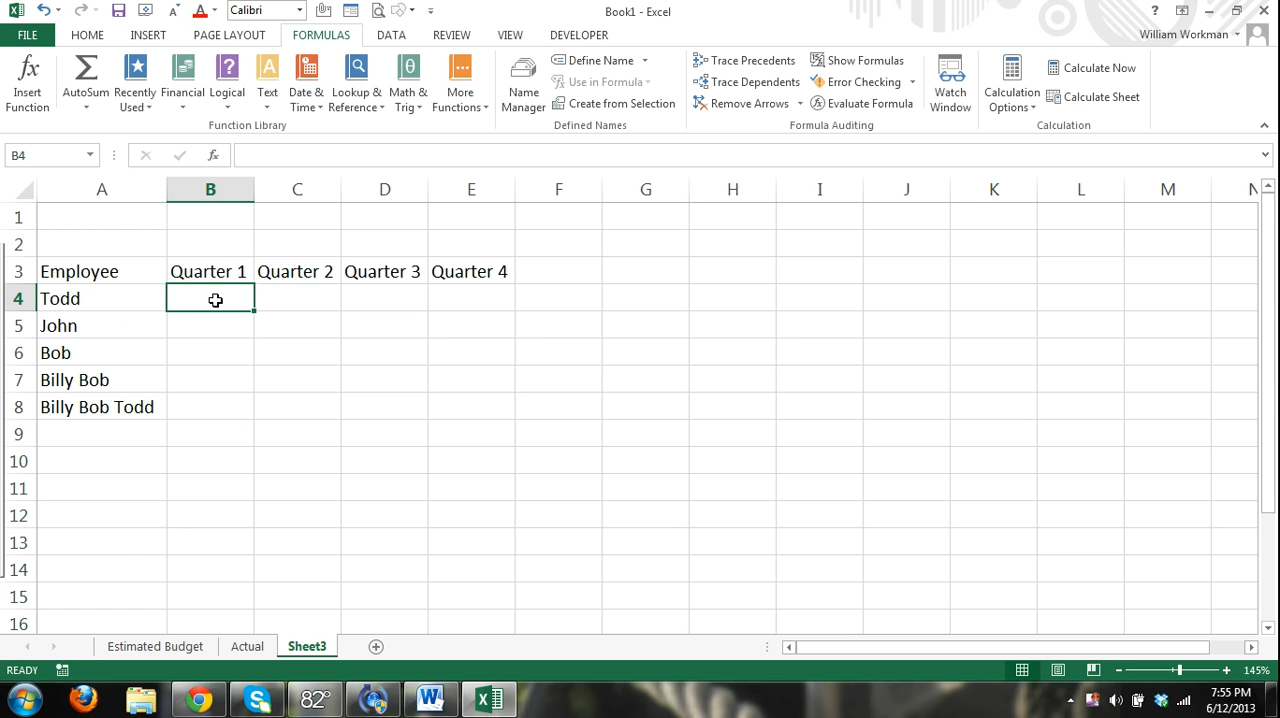 Calibri
Book1 - Excel
?
FILE HOME INSERT PAGE LAYOUT FORMULAS DATA REVIEW VIEW DEVELOPER
William Workman
fx Insert Function
Σ AutoSum
Recently Used
Financial
Logical
Text
Date & Time
Lookup & Reference
Math & Trig
More Functions
Function Library
Name Manager
Define Name
Use in Formula
Create from Selection
Defined Names
Trace Precedents
Trace Dependents
Remove Arrows
Show Formulas
Error Checking
Evaluate Formula
Formula Auditing
Watch Window
Calculation Options
Calculate Now
Calculate Sheet
Calculation
B4 fx
A B C D E F G H I J K L M N
1
2
3 Employee Quarter 1 Quarter 2 Quarter 3 Quarter 4
4 Todd
5 John
6 Bob
7 Billy Bob
8 Billy Bob Todd
9
10
11
12
13
14
15
16
Estimated Budget Actual Sheet3
READY 145%
82°
7:55 PM
6/12/2013